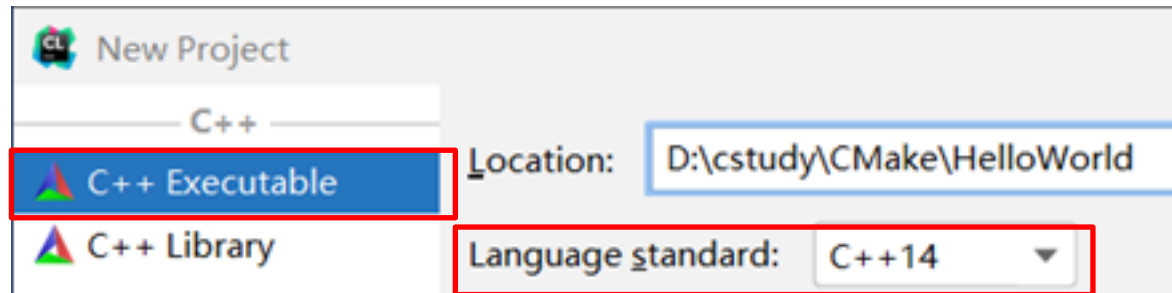 CL New Project
C++
C++ Executable
C++ Library
Location: D:\cstudy\CMake\HelloWorld
Language standard: C++14